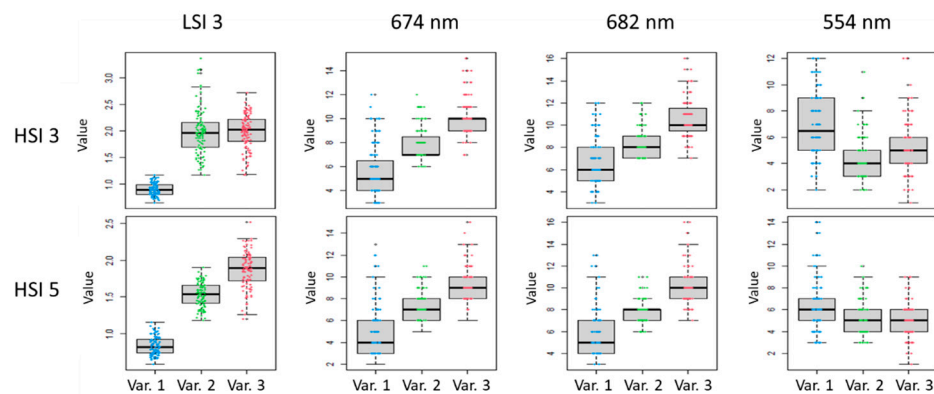 LSI 3 674 nm 682 nm 554 nm
HSI 3
Value Value Value Value
1.0 2.0 2.5 3.0
4 6 8 10 12 14
4 6 8 10 12 14 16
2 4 6 8 10 12
HSI 5
Value Value Value Value
1.0 1.5 2.0 2.5
2 4 6 8 10 12 14
4 6 8 10 12 14 16
2 4 6 8 10 12 14
Var. 1 Var. 2 Var. 3 Var. 1 Var. 2 Var. 3 Var. 1 Var. 2 Var. 3 Var. 1 Var. 2 Var. 3